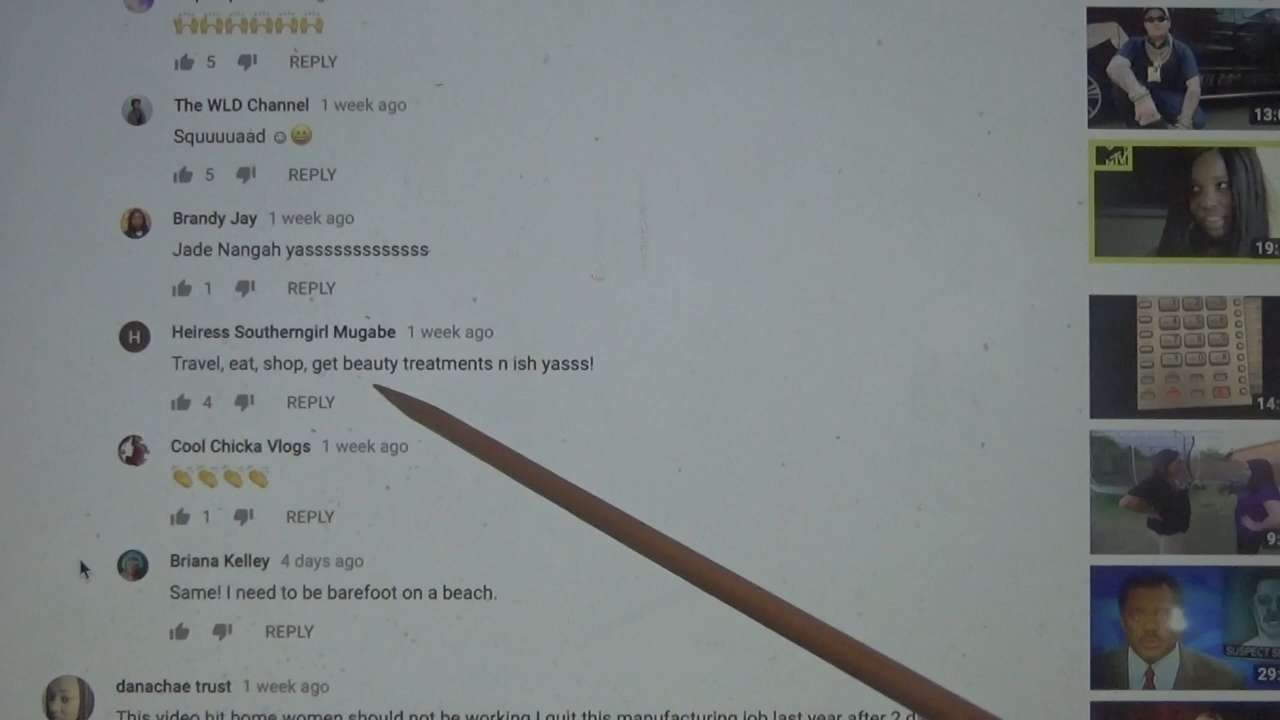 5 REPLY
The WLD Channel 1 week ago
Squuuuaad ☺😄
5 REPLY
Brandy Jay 1 week ago
Jade Nangah yasssssssssssss
1 REPLY
Heiress Southerngirl Mugabe 1 week ago
H
Travel, eat, shop, get beauty treatments n ish yasss!
4 REPLY
Cool Chicka Vlogs 1 week ago
1 REPLY
Briana Kelley 4 days ago
Same! I need to be barefoot on a beach.
REPLY
danachae trust 1 week ago
This video hit home women should not be working I quit this manufacturing job last year after 2
13:
MTV
19:
14:
9:
SUSPECT
29: